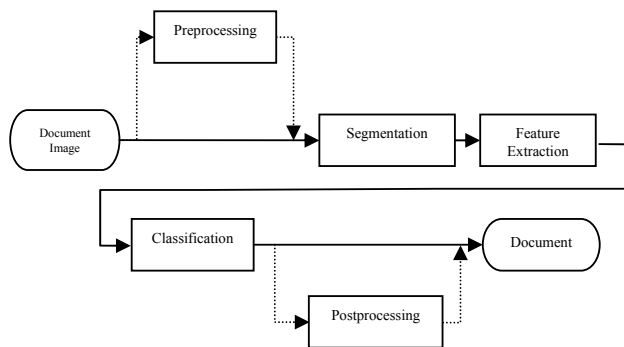 Preprocessing
Document
Image
Segmentation
Feature
Extraction
Classification
Document
Postprocessing